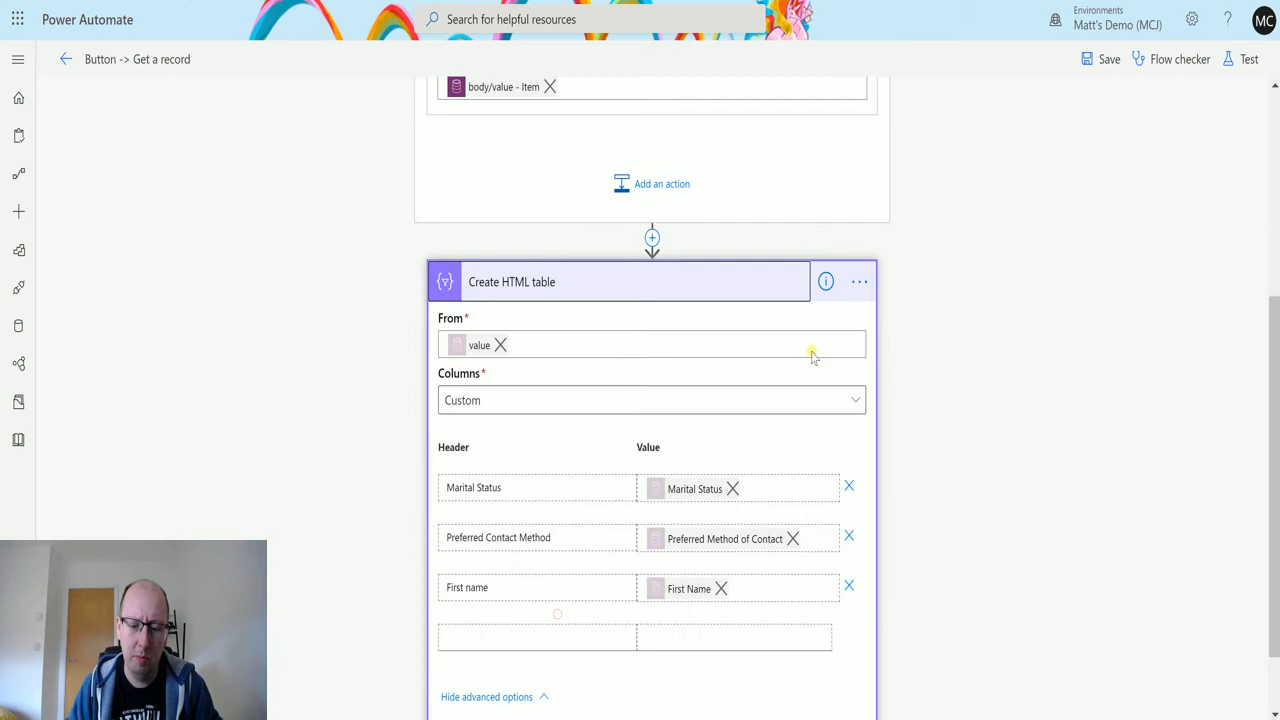 Power Automate
Search for helpful resources
Environments
Matt's Demo (MCJ)
MC
Button -> Get a record
Save
Flow checker
Test
body/value - Item
Add an action
Create HTML table
From *
value
Columns *
Custom
Header
Value
Marital Status
Marital Status
Preferred Contact Method
Preferred Method of Contact
First name
First Name
Hide advanced options